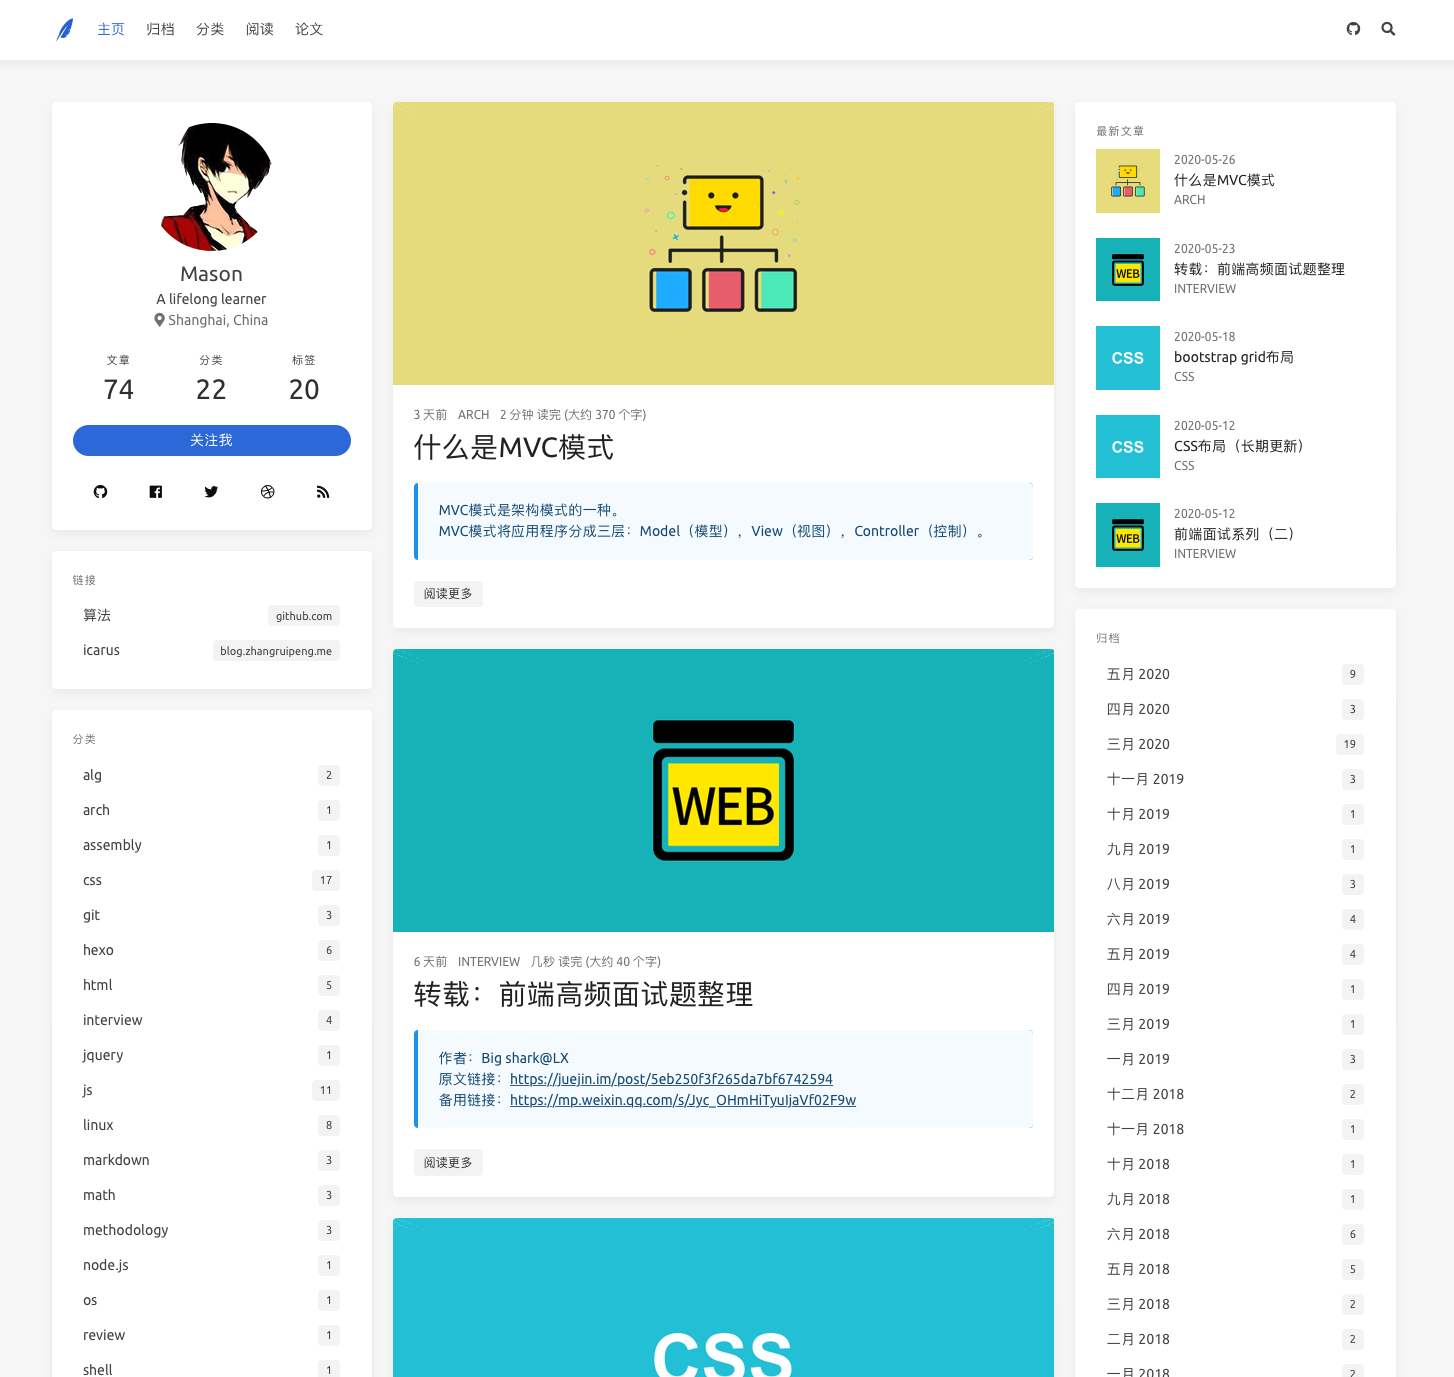 主页 归档 分类 阅读 论文
Mason
A lifelong learner
Shanghai, China
文章 分类 标签
74 22 20
关注我
链接
算法 github.com
icarus blog.zhangruipeng.me
分类
alg 2
arch 1
assembly 1
css 17
git 3
hexo 6
html 5
interview 4
jquery 1
js 11
linux 8
markdown 3
math 3
methodology 3
node.js 1
os 1
review 1
shell 1
3 天前 ARCH 2 分钟 读完 (大约 370 个字)
什么是MVC模式
MVC模式是架构模式的一种。
MVC模式将应用程序分成三层：Model（模型），View（视图），Controller（控制）。
阅读更多
WEB
6 天前 INTERVIEW 几秒 读完 (大约 40 个字)
转载：前端高频面试题整理
作者：Big shark@LX
原文链接：https://juejin.im/post/5eb250f3f265da7bf6742594
备用链接：https://mp.weixin.qq.com/s/Jyc_OHmHiTyuIjaVf02F9w
阅读更多
CSS
最新文章
2020-05-26
什么是MVC模式
ARCH
WEB
2020-05-23
转载：前端高频面试题整理
INTERVIEW
CSS
2020-05-18
bootstrap grid布局
CSS
CSS
2020-05-12
CSS布局（长期更新）
CSS
WEB
2020-05-12
前端面试系列（二）
INTERVIEW
归档
五月 2020 9
四月 2020 3
三月 2020 19
十一月 2019 3
十月 2019 1
九月 2019 1
八月 2019 3
六月 2019 4
五月 2019 4
四月 2019 1
三月 2019 1
一月 2019 3
十二月 2018 2
十一月 2018 1
十月 2018 1
九月 2018 1
六月 2018 6
五月 2018 5
三月 2018 2
二月 2018 2
一月 2018 2